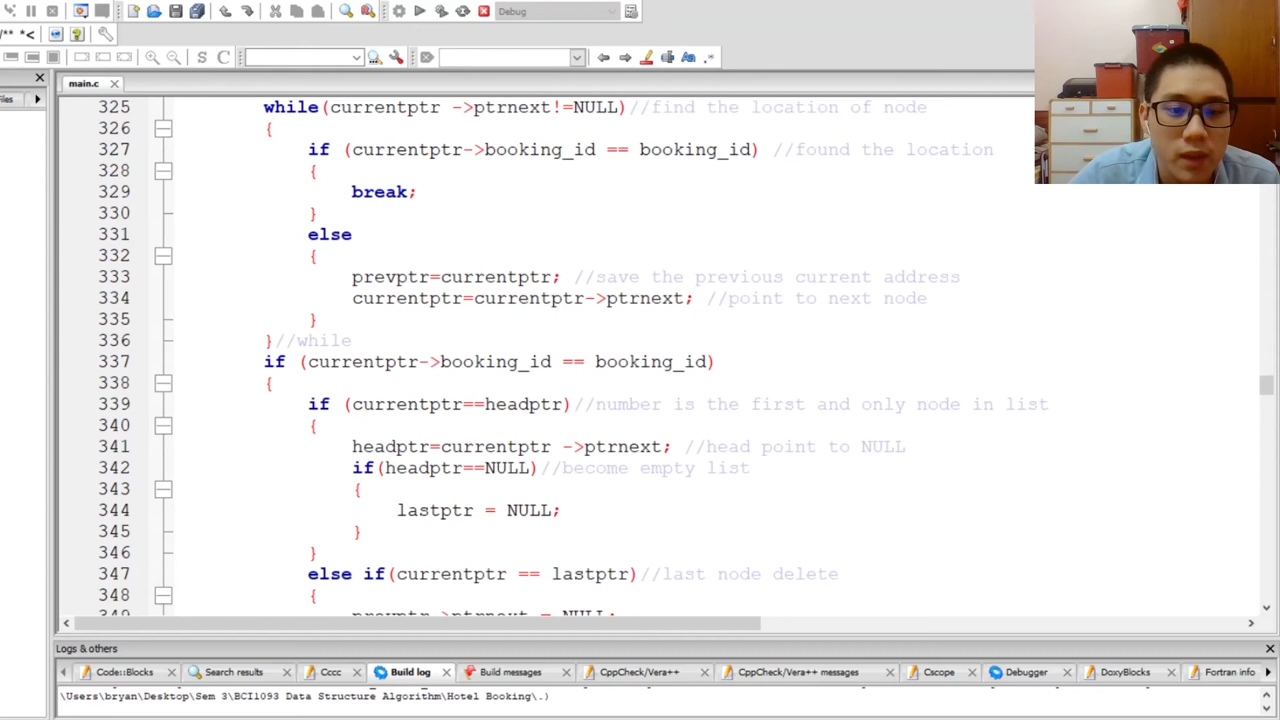 Debug
/** *<
S C
Aa .*
iles
main.c
325 while(currentptr ->ptrnext!=NULL)//find the location of node
326 {
327 if (currentptr->booking_id == booking_id) //found the location
328 {
329 break;
330 }
331 else
332 {
333 prevptr=currentptr; //save the previous current address
334 currentptr=currentptr->ptrnext; //point to next node
335 }
336 }//while
337 if (currentptr->booking_id == booking_id)
338 {
339 if (currentptr==headptr)//number is the first and only node in list
340 {
341 headptr=currentptr ->ptrnext; //head point to NULL
342 if(headptr==NULL)//become empty list
343 {
344 lastptr = NULL;
345 }
346 }
347 else if(currentptr == lastptr)//last node delete
348 {
349 prevptr->ptrnext = NULL;
Logs & others
Code::Blocks Search results Cccc Build log Build messages CppCheck/Vera++ CppCheck/Vera++ messages Cscope Debugger DoxyBlocks Fortran info
\Users\bryan\Desktop\Sem 3\BCI1093 Data Structure Algorithm\Hotel Booking\.)